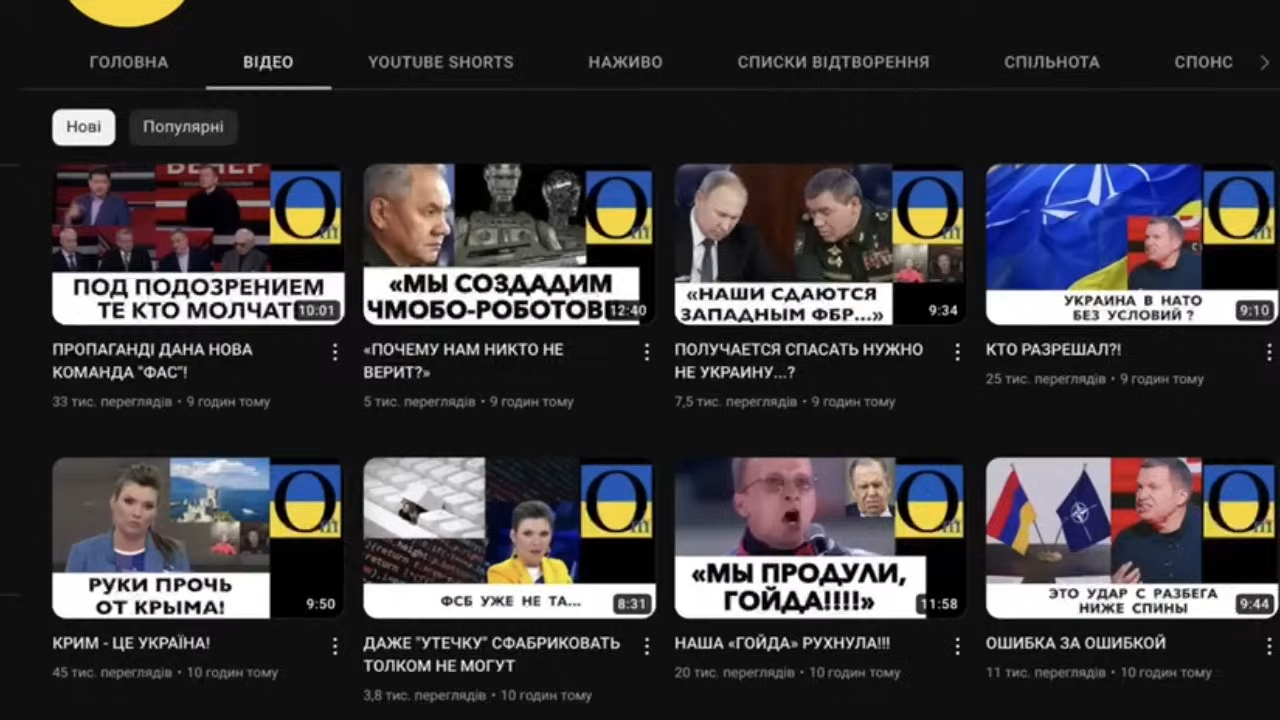 ГОЛОВНА ВІДЕО YOUTUBE SHORTS НАЖИВО СПИСКИ ВІДТВОРЕННЯ СПІЛЬНОТА СПОНС
Нові Популярні
ВЕЧЕР
ПОД ПОДОЗРЕНИЕМ
ТЕ КТО МОЛЧАТ
10:01
ПРОПАГАНДІ ДАНА НОВА
КОМАНДА "ФАС"!
33 тис. переглядів • 9 годин тому
«МЫ СОЗДАДИМ
ЧМОБО-РОБОТОВ
12:40
«ПОЧЕМУ НАМ НИКТО НЕ
ВЕРИТ?»
5 тис. переглядів • 9 годин тому
«НАШИ СДАЮТСЯ
ЗАПАДНЫМ ФБР...»
9:34
ПОЛУЧАЕТСЯ СПАСАТЬ НУЖНО
НЕ УКРАИНУ...?
7,5 тис. переглядів • 9 годин тому
УКРАИНА В НАТО
БЕЗ УСЛОВИЙ ?
9:10
КТО РАЗРЕШАЛ?!
25 тис. переглядів • 9 годин тому
РУКИ ПРОЧЬ
ОТ КРЫМА!
9:50
КРИМ - ЦЕ УКРАЇНА!
45 тис. переглядів • 10 годин тому
ФСБ УЖЕ НЕ ТА...
8:31
ДАЖЕ "УТЕЧКУ" СФАБРИКОВАТЬ
ТОЛКОМ НЕ МОГУТ
3,8 тис. переглядів • 10 годин тому
«МЫ ПРОДУЛИ,
ГОЙДА!!!!»
11:58
НАША «ГОЙДА» РУХНУЛА!!!
20 тис. переглядів • 10 годин тому
ЭТО УДАР С РАЗБЕГА
НИЖЕ СПИНЫ
9:44
ОШИБКА ЗА ОШИБКОЙ
11 тис. переглядів • 10 годин тому